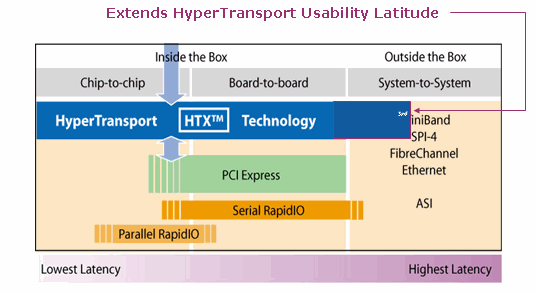 Extends HyperTransport Usability Latitude
Inside the Box
Outside the Box
Chip-to-chip
Board-to-board
System-to-System
HyperTransport HTX™ Technology
iniBand
SPI-4
FibreChannel
Ethernet
ASI
PCI Express
Serial RapidIO
Parallel RapidIO
Lowest Latency
Highest Latency